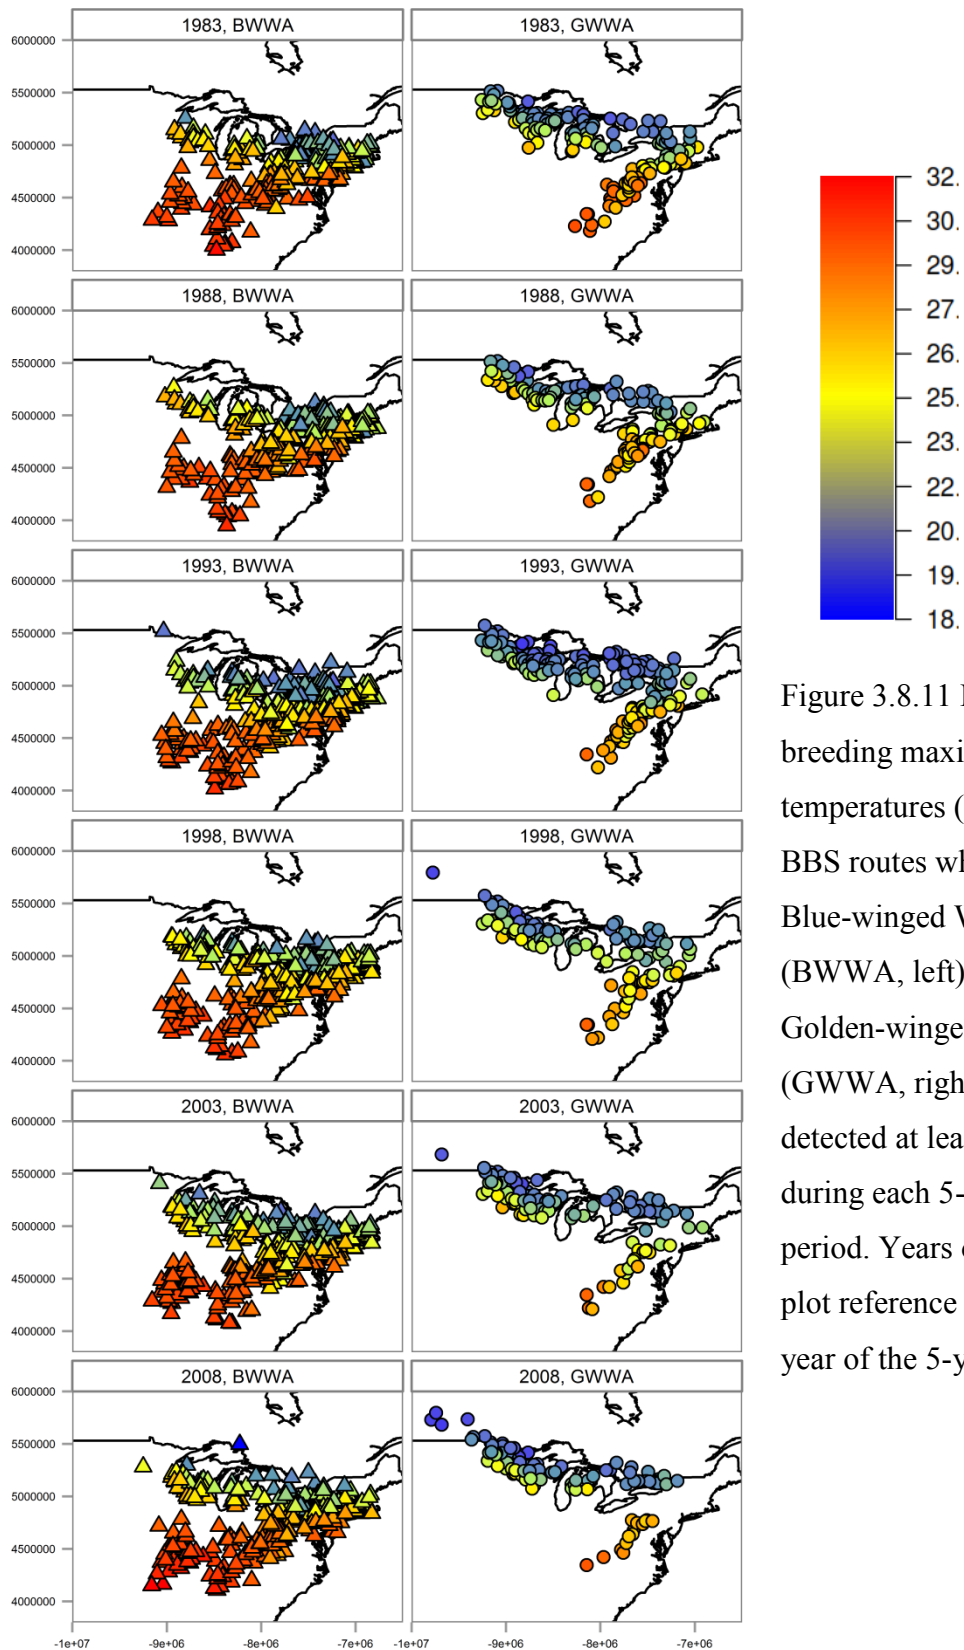 1983, BWWA
1983, GWWA
6000000
5500000
5000000
4500000
4000000
1988, BWWA
1988, GWWA
6000000
5500000
5000000
4500000
4000000
1993, BWWA
1993, GWWA
6000000
5500000
5000000
4500000
4000000
1998, BWWA
1998, GWWA
6000000
5500000
5000000
4500000
4000000
2003, BWWA
2003, GWWA
6000000
5500000
5000000
4500000
4000000
2008, BWWA
2008, GWWA
6000000
5500000
5000000
4500000
4000000
-1e+07 -9e+06 -8e+06 -7e+06
-1e+07 -9e+06 -8e+06 -7e+06
32.
30.
29.
27.
26.
25.
23.
22.
20.
19.
18.
Figure 3.8.11
breeding maxi
temperatures (
BBS routes wh
Blue-winged
(BWWA, left)
Golden-winge
(GWWA, righ
detected at lea
during each 5-
period. Years
plot reference
year of the 5-y